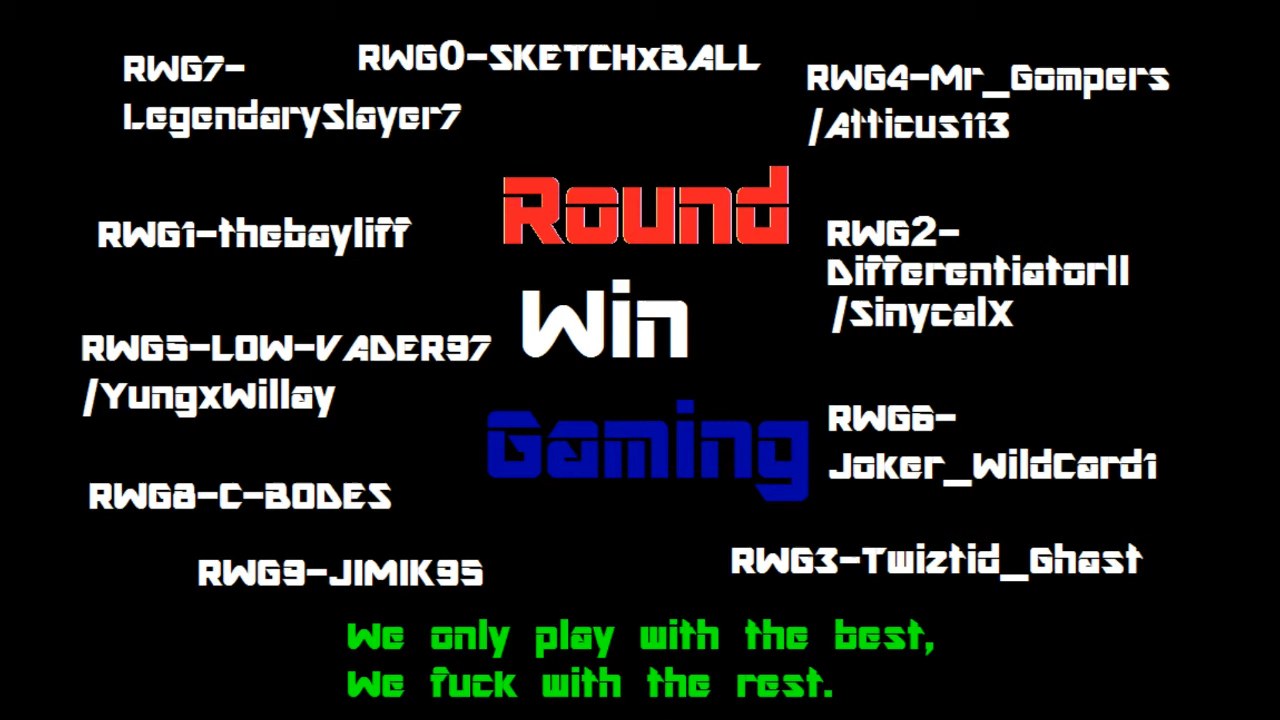 RWG7-
LegendarySlayer7
RWG0-SKETCHxBALL
RWG4-Mr_Gompers
/Atticus113
Round
Win
Gaming
RWG1-thebayliff
RWG2-
Differentiatorll
/SinycalX
RWG5-LOW-VADER97
/YungxWillay
RWG6-
Joker_WildCard1
RWG8-C-BODES
RWG9-JIMIK95
RWG3-Twiztid_Ghast
We only play with the best,
We fuck with the rest.